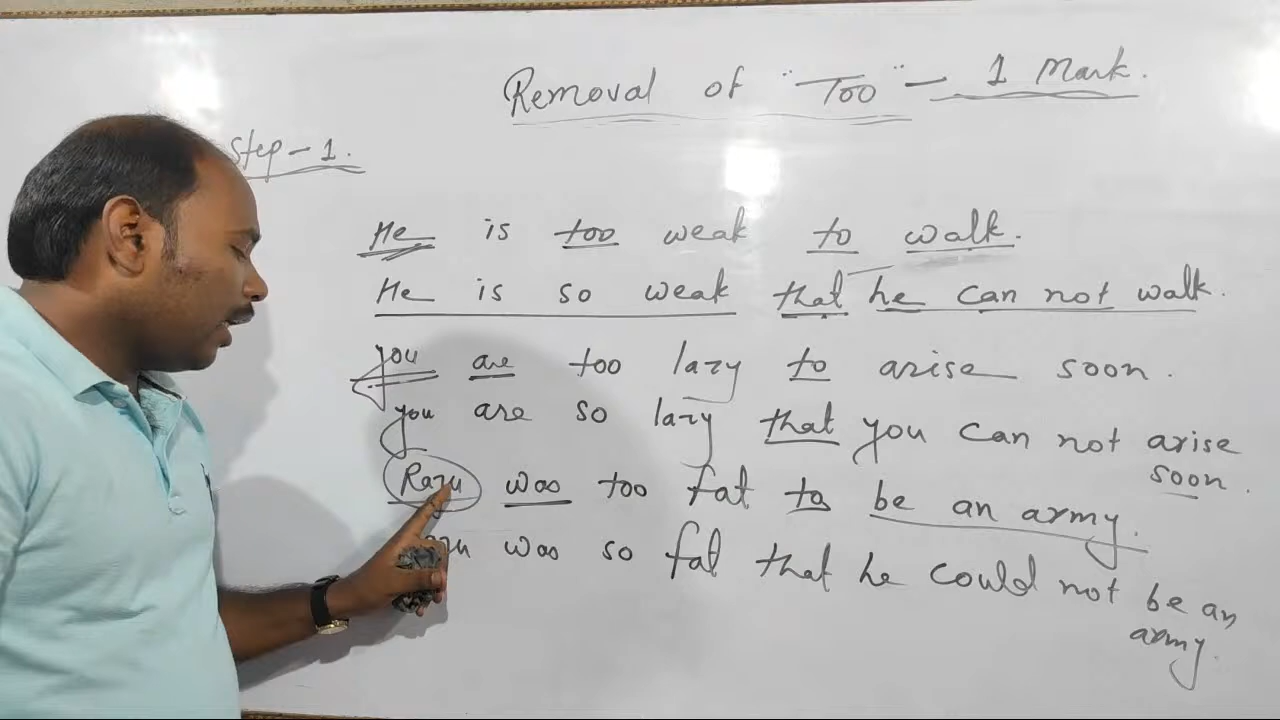 Removal of "Too" - 1 Mark.
Step-1.
He is too weak to walk.
He is so weak that he can not walk.
you are too lazy to arise soon.
you are so lazy that you can not arise
soon.
Razu was too fat to be an army.
was so fat that he could not be an
army.